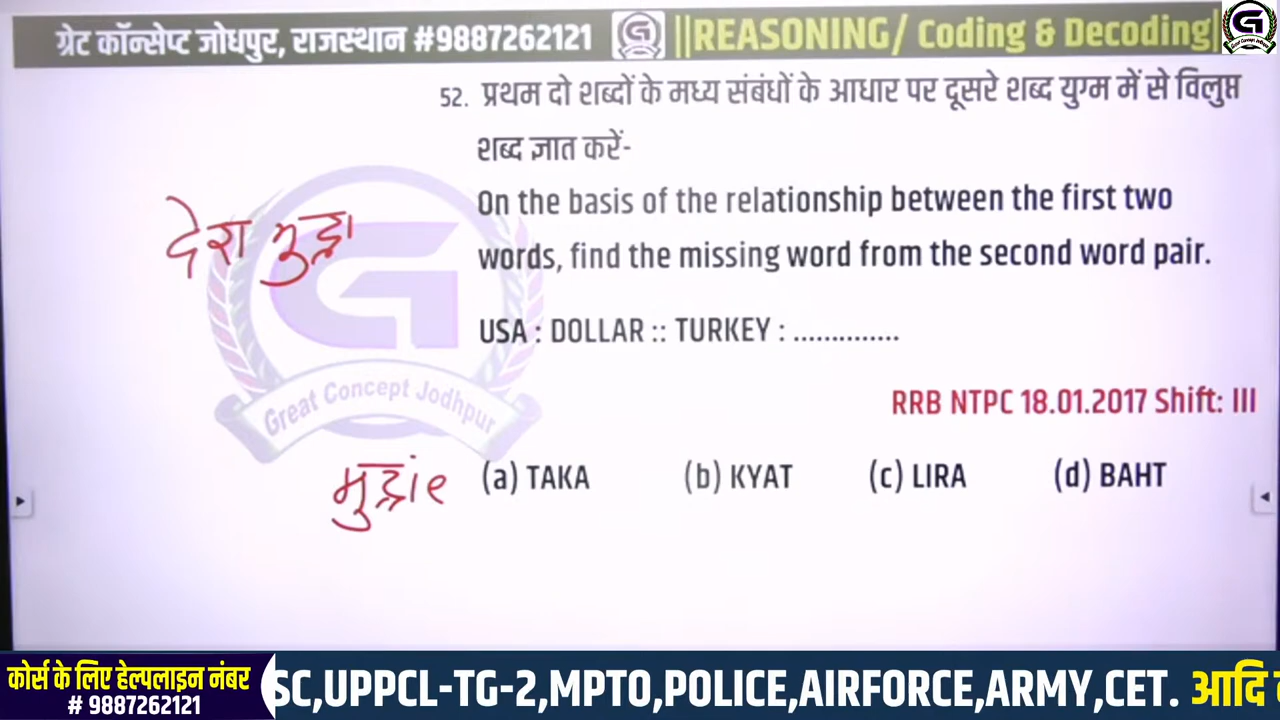 ग्रेट कॉन्सेप्ट जोधपुर, राजस्थान #9887262121 ||REASONING/ Coding & Decoding||
52. प्रथम दो शब्दों के मध्य संबंधों के आधार पर दूसरे शब्द युग्म में से विलुप्त
शब्द ज्ञात करें-
On the basis of the relationship between the first two
words, find the missing word from the second word pair.
देश मुद्रा
USA : DOLLAR :: TURKEY : ..............
Great Concept Jodhpur
RRB NTPC 18.01.2017 Shift: III
(a) TAKA (b) KYAT (c) LIRA (d) BAHT
कोर्स के लिए हेल्पलाइन नंबर
# 9887262121
SC,UPPCL-TG-2,MPTO,POLICE,AIRFORCE,ARMY,CET. आदि